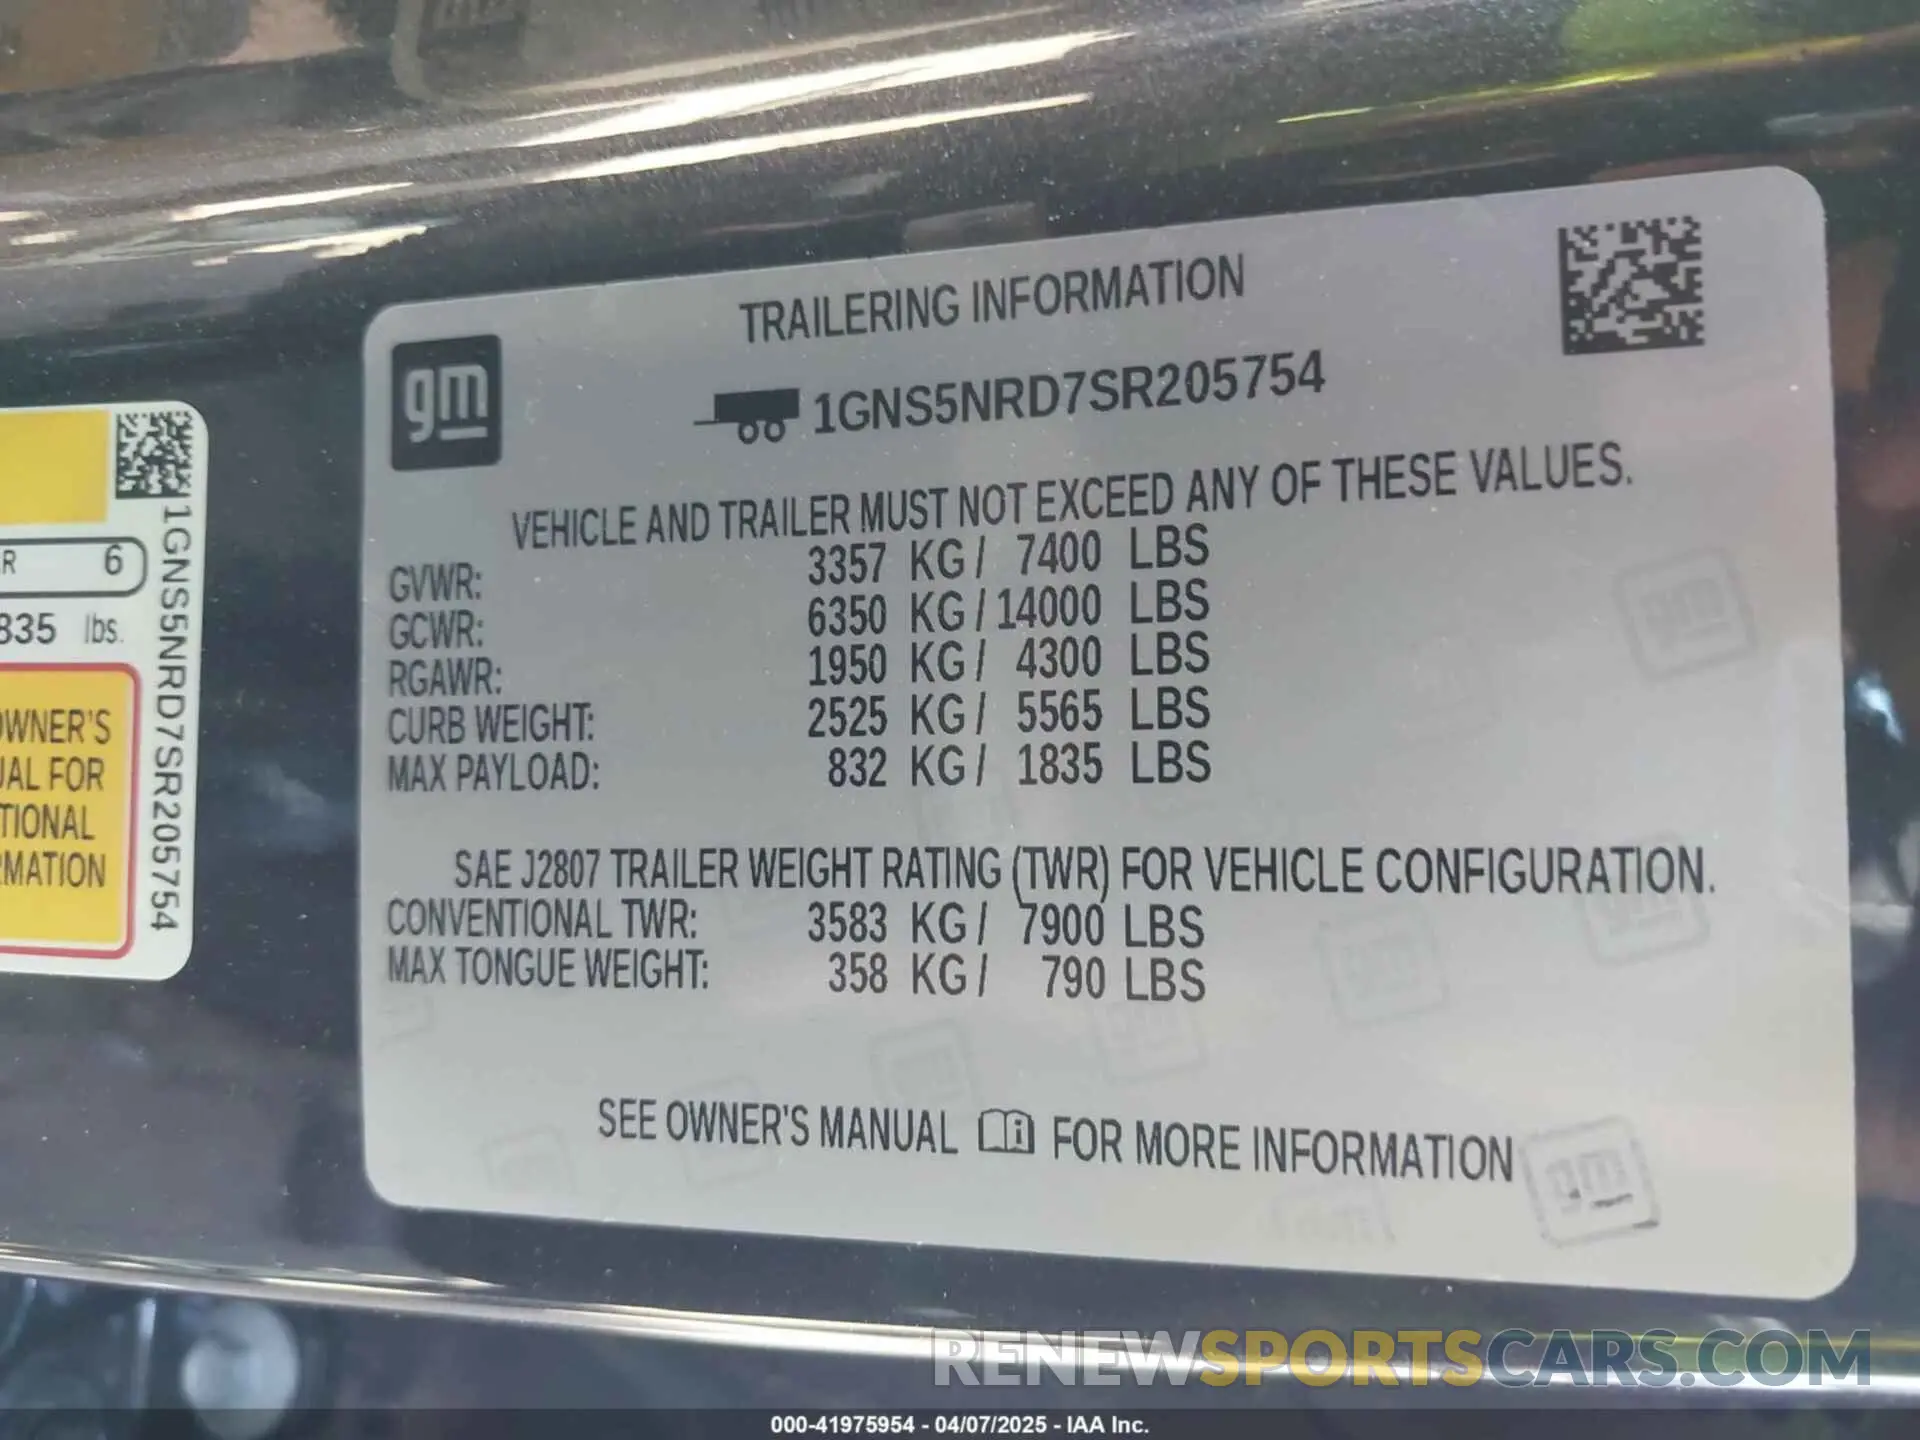 TRAILERING INFORMATION
gm
1GNS5NRD7SR205754
VEHICLE AND TRAILER MUST NOT EXCEED ANY OF THESE VALUES.
GVWR: 3357 KG / 7400 LBS
GCWR: 6350 KG / 14000 LBS
RGAWR: 1950 KG / 4300 LBS
CURB WEIGHT: 2525 KG / 5565 LBS
MAX PAYLOAD: 832 KG / 1835 LBS
SAE J2807 TRAILER WEIGHT RATING (TWR) FOR VEHICLE CONFIGURATION.
CONVENTIONAL TWR: 3583 KG / 7900 LBS
MAX TONGUE WEIGHT: 358 KG / 790 LBS
SEE OWNER'S MANUAL FOR MORE INFORMATION
gm
R 6
835 lbs.
OWNER'S
UAL FOR
TIONAL
RMATION
1GNS5NRD7SR205754
RENEWSPORTSCARS.COM
000-41975954 - 04/07/2025 - IAA Inc.